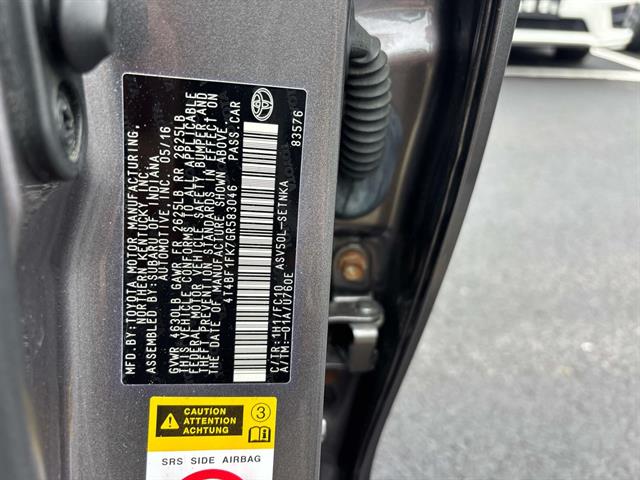 MFD.BY:TOYOTA MOTOR MANUFACTURING,
NORTHERN KENTUCKY, INC.
ASSEMBLED BY:SUBARU OF INDIANA
AUTOMOTIVE INC. 05/16
GVWR 4630LB GAWR FR 2625LB RR 2625LB
THIS VEHICLE CONFORMS TO ALL APPLICABLE
FEDERAL MOTOR VEHICLE SAFETY, BUMPER, AND
THEFT PREVENTION STANDARDS IN EFFECT ON
THE DATE OF MANUFACTURE SHOWN ABOVE.
4T4BF1FK7GR583046 PASS.CAR
83576
C/TR:1H1/FC10 ASV50L-SETNKA
A/TM:-01A/U760E
CAUTION
ATTENTION
ACHTUNG
3
SRS SIDE AIRBAG